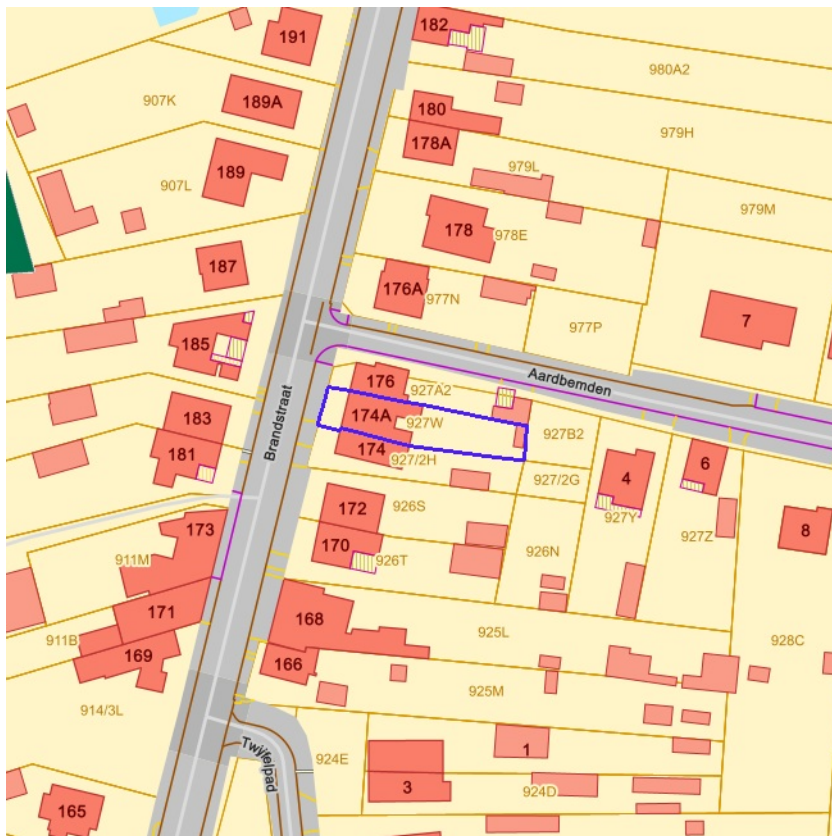 182
191
980A2
189A
907K
180
979H
178A
979L
189
907L
979M
178
978E
187
176A
977N
7
977P
185
Aardbemden
176
927A2
174A
927W
Brandstraat
183
927B2
181
174
927/2H
4
6
927/2G
172
926S
927Y
173
8
927Z
170
926T
926N
911M
171
168
925L
911B
169
928C
166
925M
914/3L
Twijfelpad
924E
1
3
924D
165